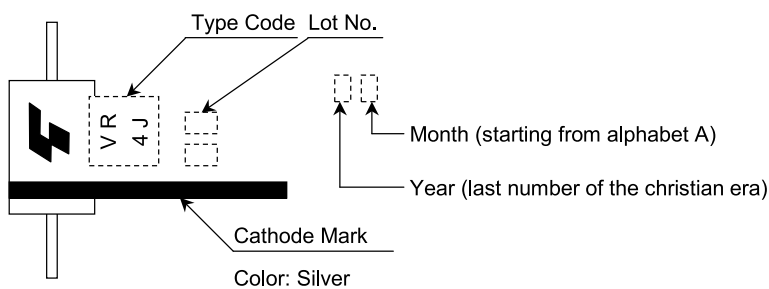 Type Code
Lot No.
VR
4J
Month (starting from alphabet A)
Year (last number of the christian era)
Cathode Mark
Color: Silver